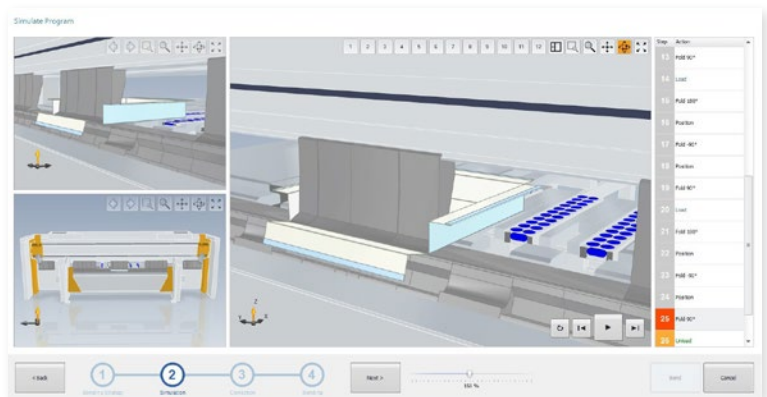 Simulate Program
1 2 3 4 5 6 7 8 9 10 11 12
Step Action
13 Fold 90°
14 Load
15 Fold 180°
16 Position
17 Fold -90°
18 Position
19 Fold 90°
20 Load
21 Fold 180°
22 Position
23 Fold -90°
24 Position
25 Fold 90°
26 Unload
Z
Y X
< Back
1 2 3 4
Simulation
Next >
100 %
Cancel